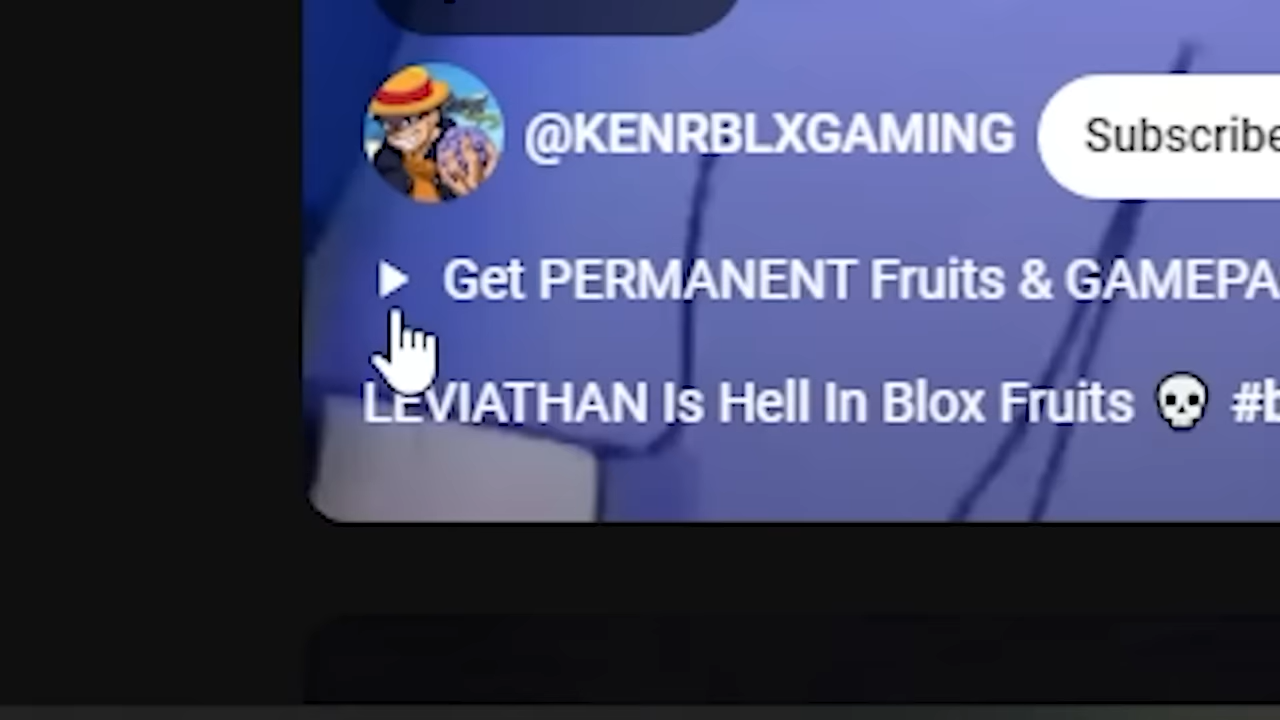 @KENRBLXGAMING Subscribe
Get PERMANENT Fruits & GAMEPA
LEVIATHAN Is Hell In Blox Fruits 💀 #b